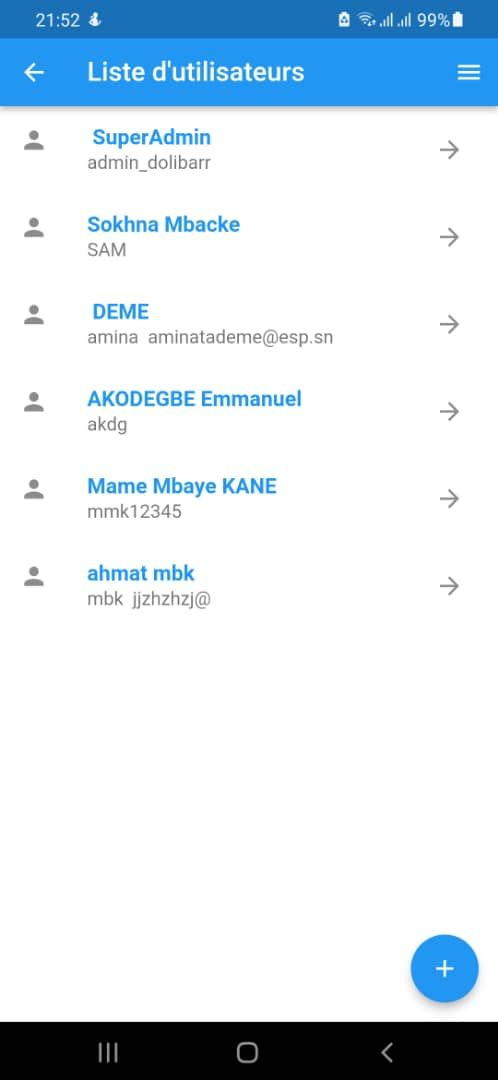 21:52 99%
Liste d'utilisateurs
SuperAdmin
admin_dolibarr
Sokhna Mbacke
SAM
DEME
amina aminatademe@esp.sn
AKODEGBE Emmanuel
akdg
Mame Mbaye KANE
mmk12345
ahmat mbk
mbk jjzhzhzj@